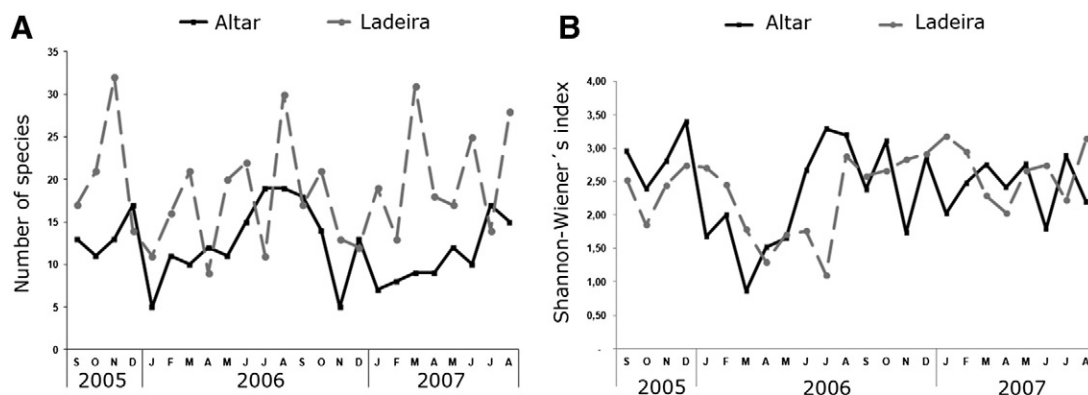 A
Altar
Ladeira
Number of species
35
30
25
20
15
10
5
0
S O N D J F M A M J J A S O N D J F M A M J J A
2005 2006 2007
B
Altar
Ladeira
Shannon-Wiener´s index
4,00
3,50
3,00
2,50
2,00
1,50
1,00
0,50
-
S O N D J F M A M J J A S O N D J F M A M J J A
2005 2006 2007